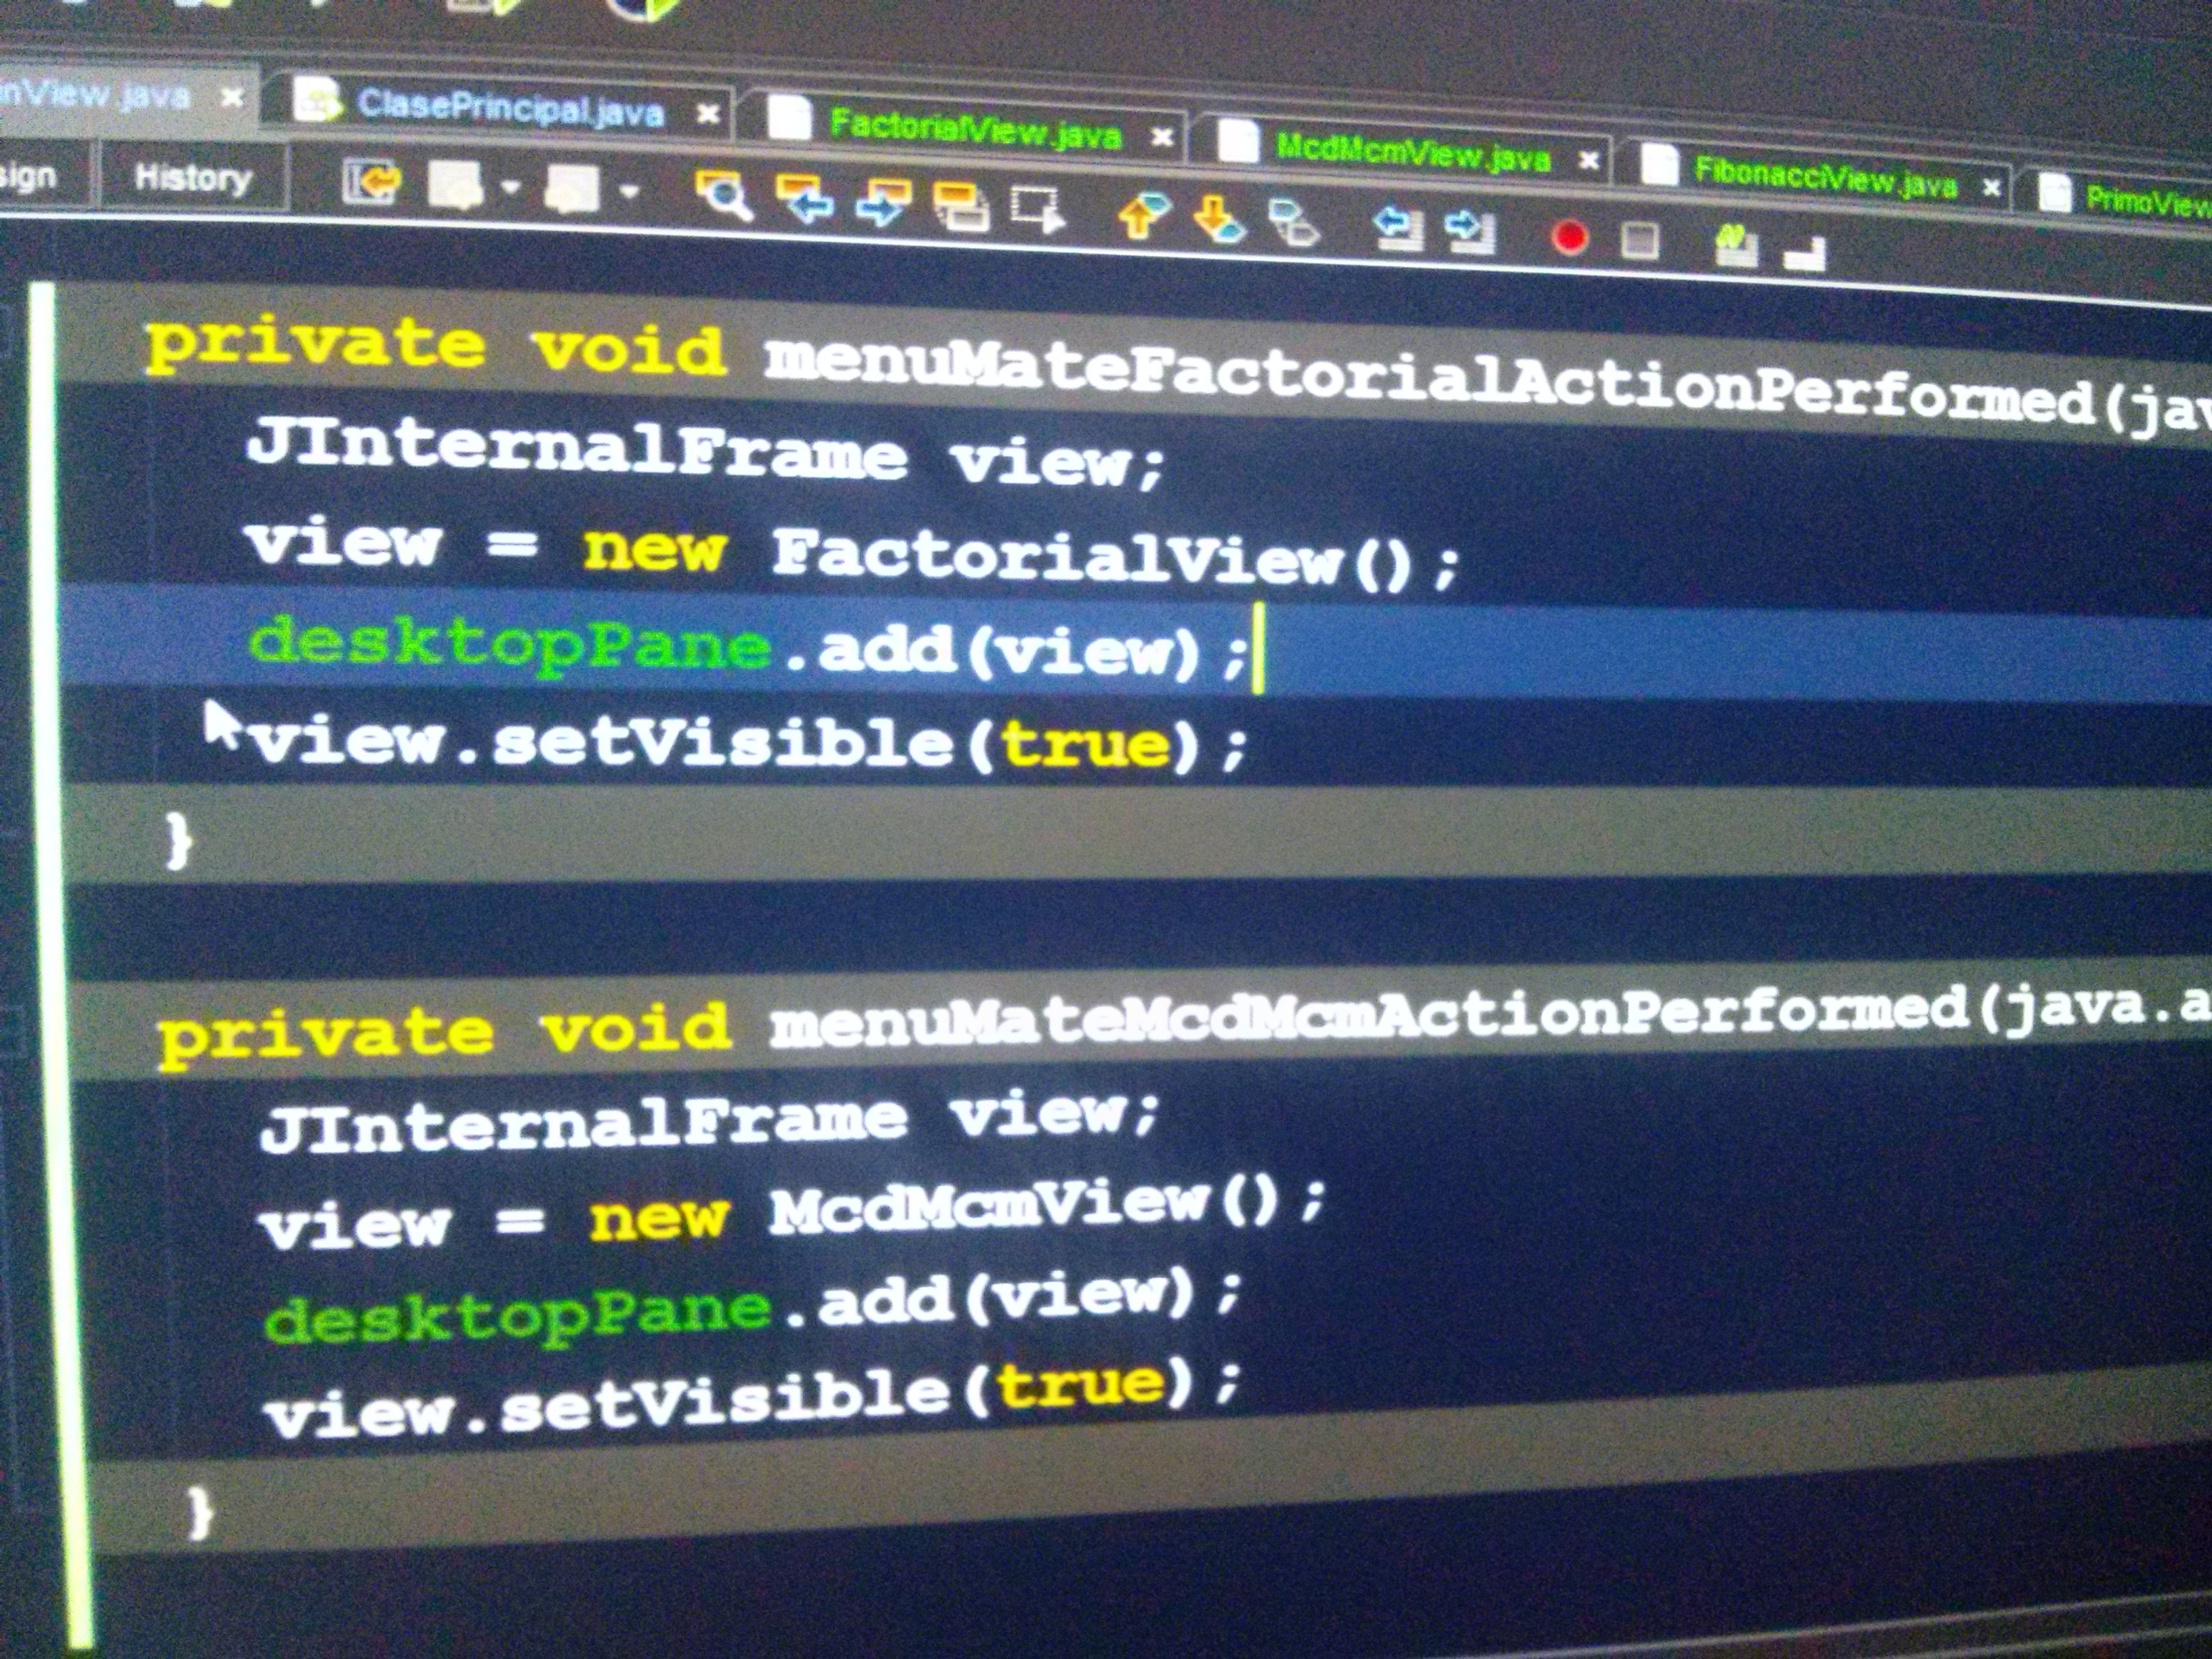 nView.java
ClasePrincipal.java
FactorialView.java
McdMcmView.java
FibonacciView.java
PrimoView
sign
History
private void menuMateFactorialActionPerformed(jav
JInternalFrame view;
view = new FactorialView();
desktopPane.add(view);
view.setVisible(true);
}
private void menuMateMcdMcmActionPerformed(java.a
JInternalFrame view;
view = new McdMcmView();
desktopPane.add(view);
view.setVisible(true);
}